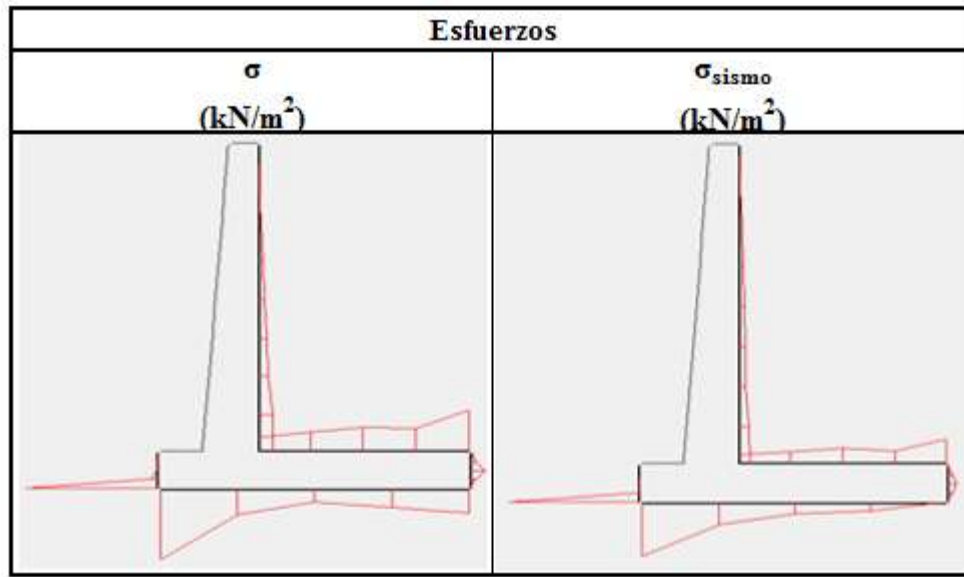 Esfuerzos
σ
(kN/m²)
σsismo
(kN/m²)